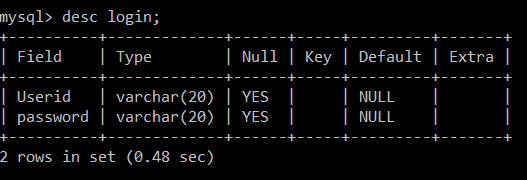 mysql> desc login;
+----------+-------------+------+-----+---------+-------+
| Field    | Type        | Null | Key | Default | Extra |
+----------+-------------+------+-----+---------+-------+
| Userid   | varchar(20) | YES  |     | NULL    |       |
| password | varchar(20) | YES  |     | NULL    |       |
+----------+-------------+------+-----+---------+-------+
2 rows in set (0.48 sec)